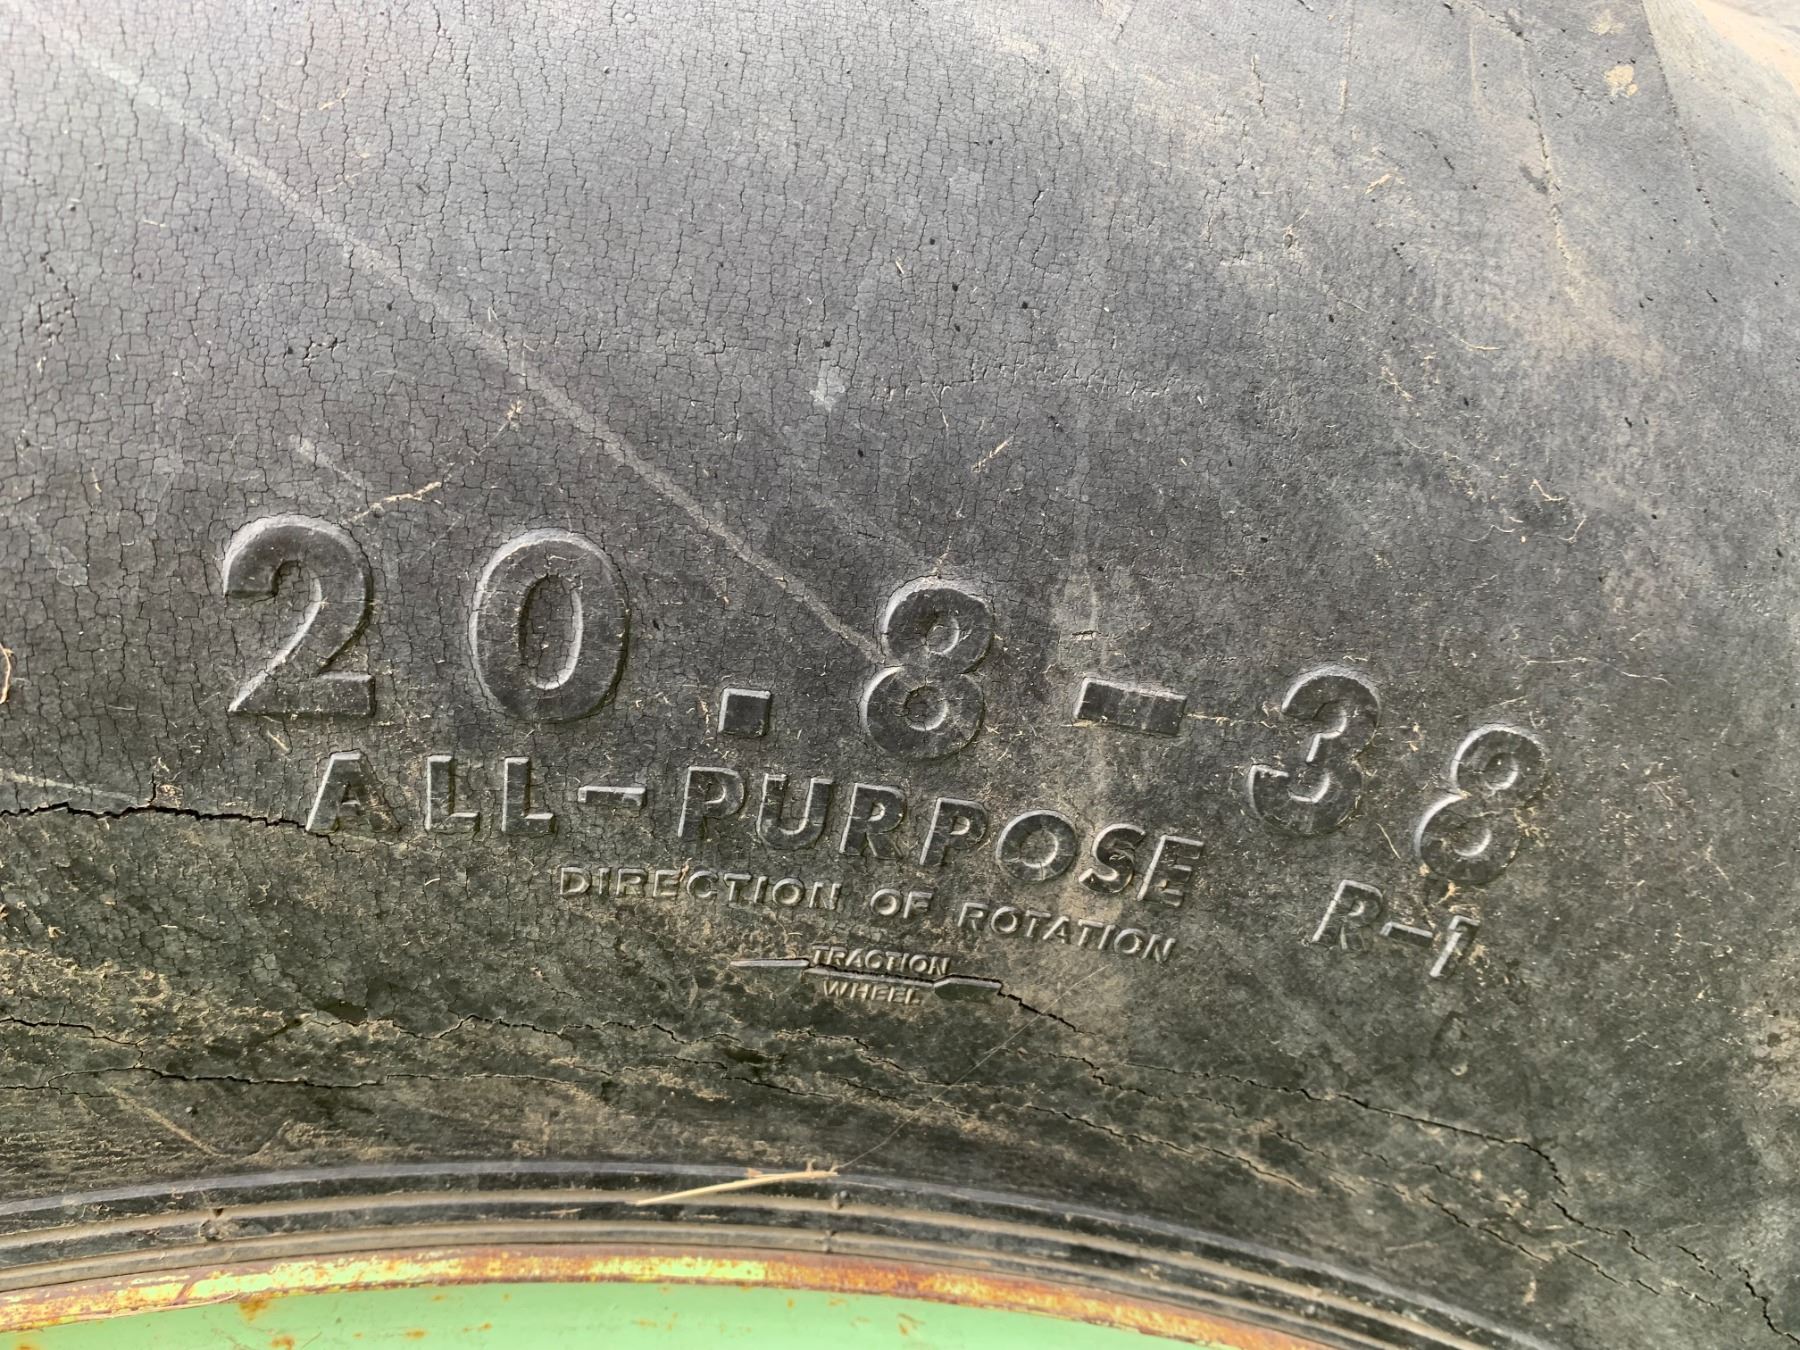 20.8-38
ALL-PURPOSE R-1
DIRECTION OF ROTATION
TRACTION
WHEEL